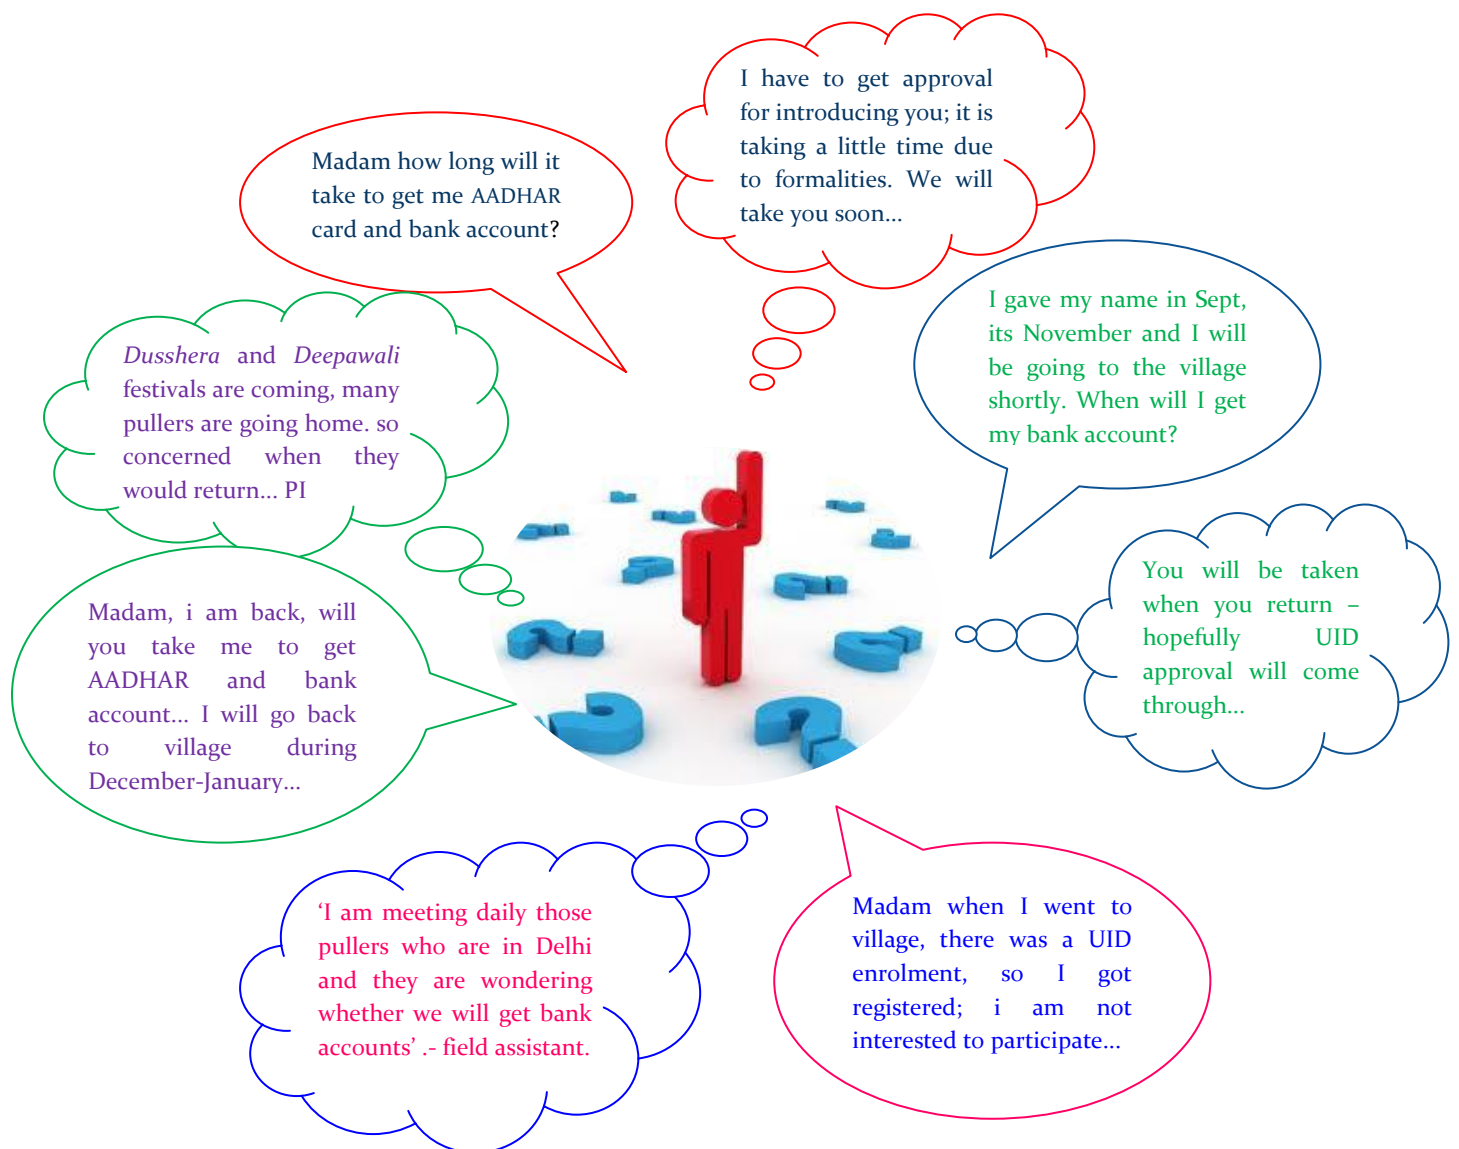 I have to get approval
for introducing you; it is
taking a little time due
to formalities. We will
take you soon...
Madam how long will it
take to get me AADHAR
card and bank account?
I gave my name in Sept,
its November and I will
be going to the village
shortly. When will I get
my bank account?
Dusshera and Deepawali
festivals are coming, many
pullers are going home. so
concerned when they
would return... PI
You will be taken
when you return –
hopefully UID
approval will come
through...
Madam, i am back, will
you take me to get
AADHAR and bank
account... I will go back
to village during
December-January...
'I am meeting daily those
pullers who are in Delhi
and they are wondering
whether we will get bank
accounts' .- field assistant.
Madam when I went to
village, there was a UID
enrolment, so I got
registered; i am not
interested to participate...